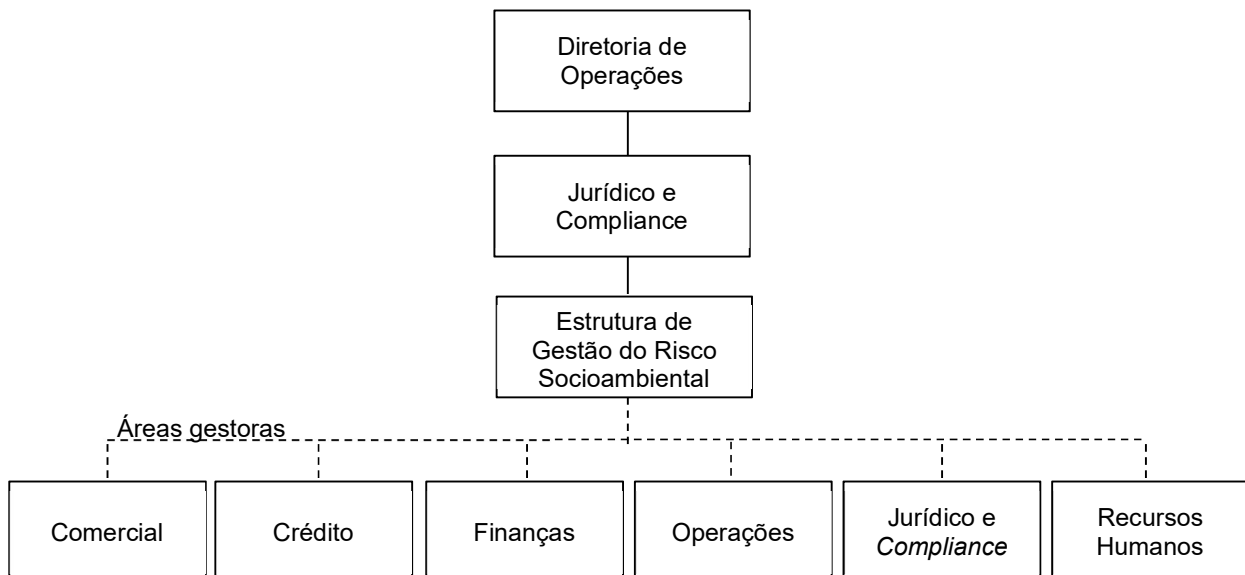 Diretoria de
Operações
Jurídico e
Compliance
Estrutura de
Gestão do Risco
Socioambiental
Áreas gestoras
Comercial
Crédito
Finanças
Operações
Jurídico e
Compliance
Recursos
Humanos